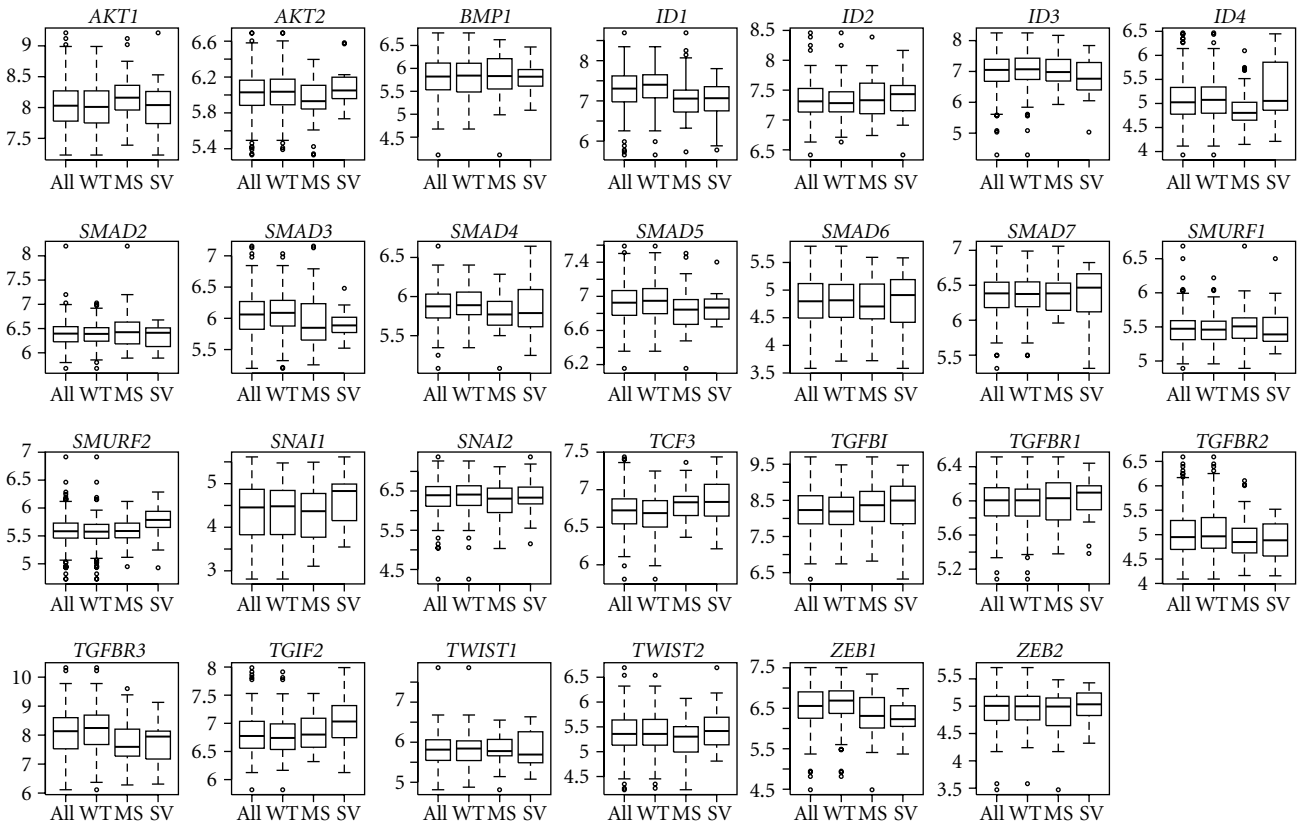 AKT1 AKT2 BMP1 ID1 ID2 ID3 ID4
9 8.5 8 7.5
6.6 6.2 5.8 5.4
6.5 6 5.5 5 4.5
8 7 6
8.5 8 7.5 7 6.5
8 7 6 5
6.5 6 5.5 5 4.5 4
All WT MS SV All WT MS SV All WT MS SV All WT MS SV All WT MS SV All WT MS SV All WT MS SV
SMAD2 SMAD3 SMAD4 SMAD5 SMAD6 SMAD7 SMURF1
8 7.5 7 6.5 6
7 6.5 6 5.5
6.5 6 5.5
7.4 7 6.6 6.2
5.5 5 4.5 4 3.5
7 6.5 6 5.5
6.5 6 5.5 5
All WT MS SV All WT MS SV All WT MS SV All WT MS SV All WT MS SV All WT MS SV All WT MS SV
SMURF2 SNAI1 SNAI2 TCF3 TGFBI TGFBR1 TGFBR2
7 6.5 6 5.5 5
5 4 3
7.5 6.5 5.5 4.5
7.5 7 6.5 6
9.5 8.5 7.5 6.5
6.4 6 5.6 5.2
6.5 6 5.5 5 4.5 4
All WT MS SV All WT MS SV All WT MS SV All WT MS SV All WT MS SV All WT MS SV All WT MS SV
TGFBR3 TGIF2 TWIST1 TWIST2 ZEB1 ZEB2
10 9 8 7 6
8 7.5 7 6.5 6
7 6 5
6.5 6 5.5 5 4.5
7.5 6.5 5.5 4.5
5.5 5 4.5 4 3.5
All WT MS SV All WT MS SV All WT MS SV All WT MS SV All WT MS SV All WT MS SV